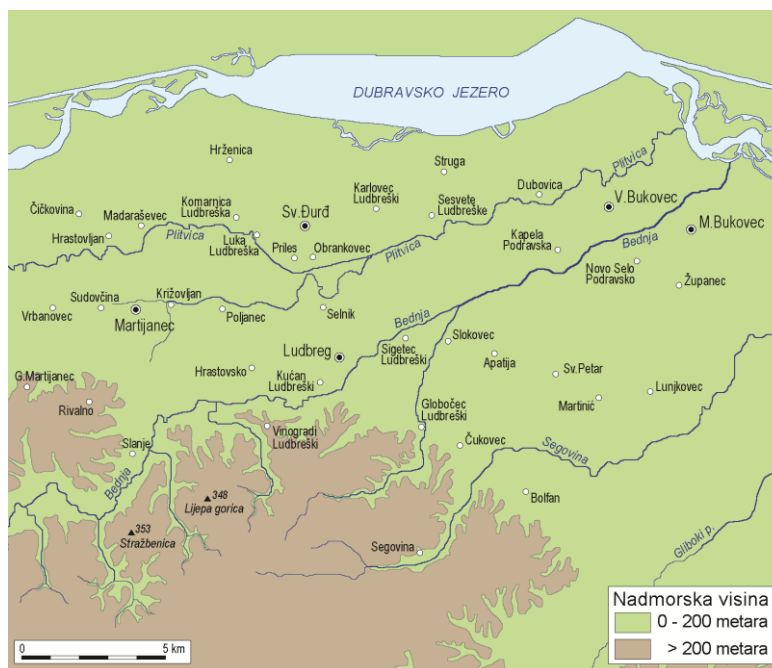 DUBRAVSKO JEZERO
Hrženica
Struga
Plitvica
Karlovec
Ludbreški
Dubovica
Komarnica
Ludbreška
Sv.Đurđ
Sesvete
Ludbreške
V.Bukovec
Čičkovina
Madaraševec
M.Bukovec
Hrastovljan
Plitvica
Luka
Ludbreška
Priles
Obrankovec
Plitvica
Kapela
Podravska
Bednja
Novo Selo
Podravsko
Županec
Sudovčina
Križovljan
Vrbanovec
Martijanec
Poljanec
Selnik
Bednja
Slokovec
Ludbreg
Sigetec
Ludbreški
Apatija
Hrastovsko
Kućan
Ludbreški
Sv.Petar
G.Martijanec
Rivalno
Martinić
Lunjkovec
Globočec
Ludbreški
Vinogradi
Ludbreški
Čukovec
Segovina
Slanje
Bednja
348
Lijepa gorica
Bolfan
353
Stražbenica
Segovina
Gliboki p.
Nadmorska visina
0 - 200 metara
> 200 metara
0 5 km